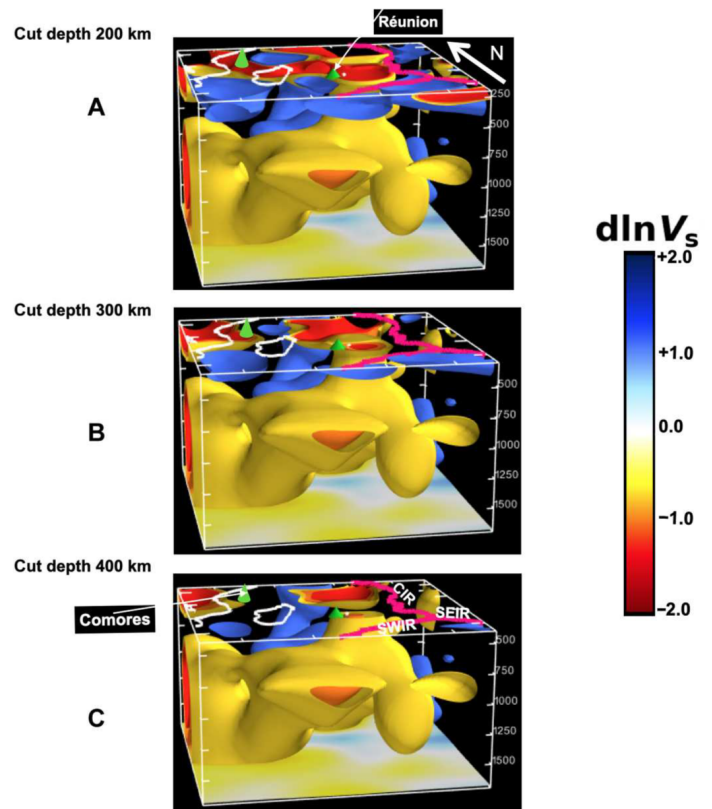 Cut depth 200 km
Réunion
N
A
250
500
750
1000
1250
1500
Cut depth 300 km
B
500
750
1000
1250
1500
dlnVs
+2.0
+1.0
0.0
−1.0
−2.0
Cut depth 400 km
Comores
CIR
SEIR
SWIR
C
500
750
1000
1250
1500